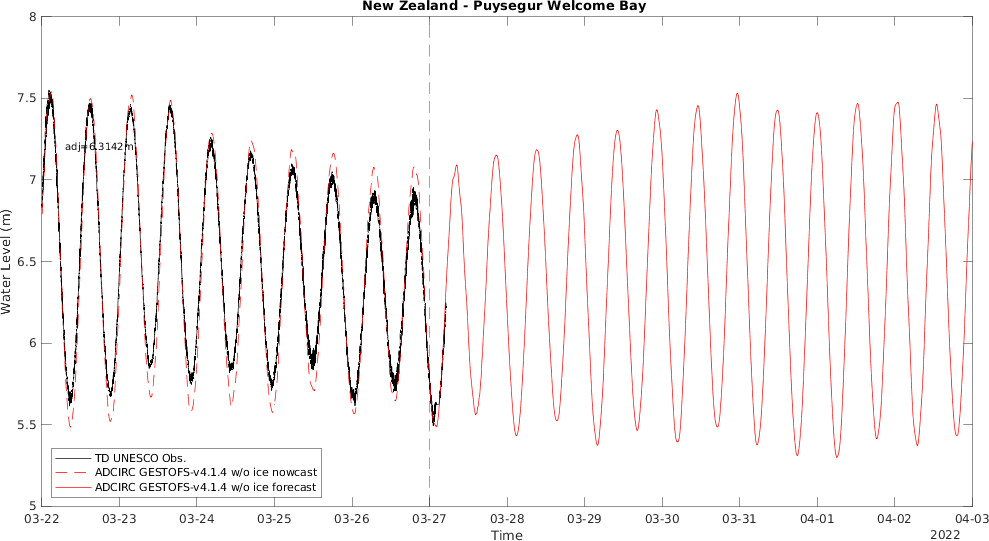 New Zealand - Puysegur Welcome Bay
8
7.5
adj=6.3142 m
7
6.5
6
5.5
5
Water Level (m)
TD UNESCO Obs.
ADCIRC GESTOFS-v4.1.4 w/o ice nowcast
ADCIRC GESTOFS-v4.1.4 w/o ice forecast
03-22 03-23 03-24 03-25 03-26 03-27 03-28 03-29 03-30 03-31 04-01 04-02 04-03
Time
2022